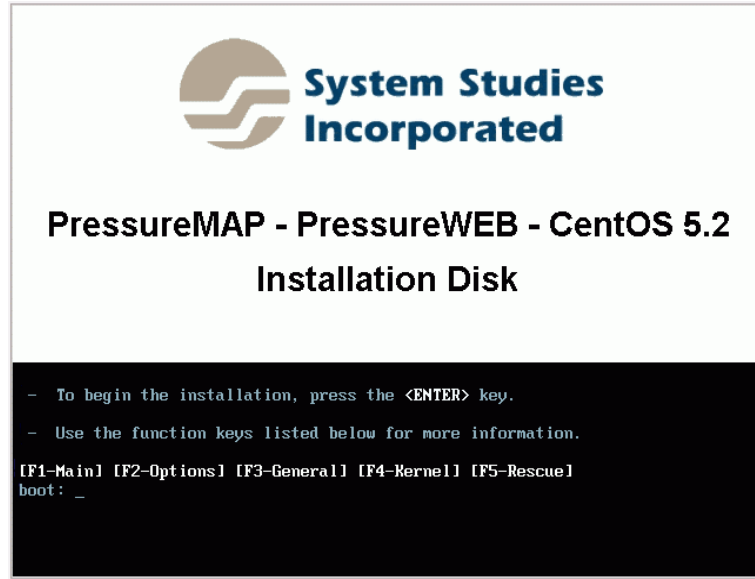 System Studies
Incorporated
PressureMAP - PressureWEB - CentOS 5.2
Installation Disk
-  To begin the installation, press the <ENTER> key.
-  Use the function keys listed below for more information.
[F1-Main] [F2-Options] [F3-General] [F4-Kernel] [F5-Rescue]
boot: _